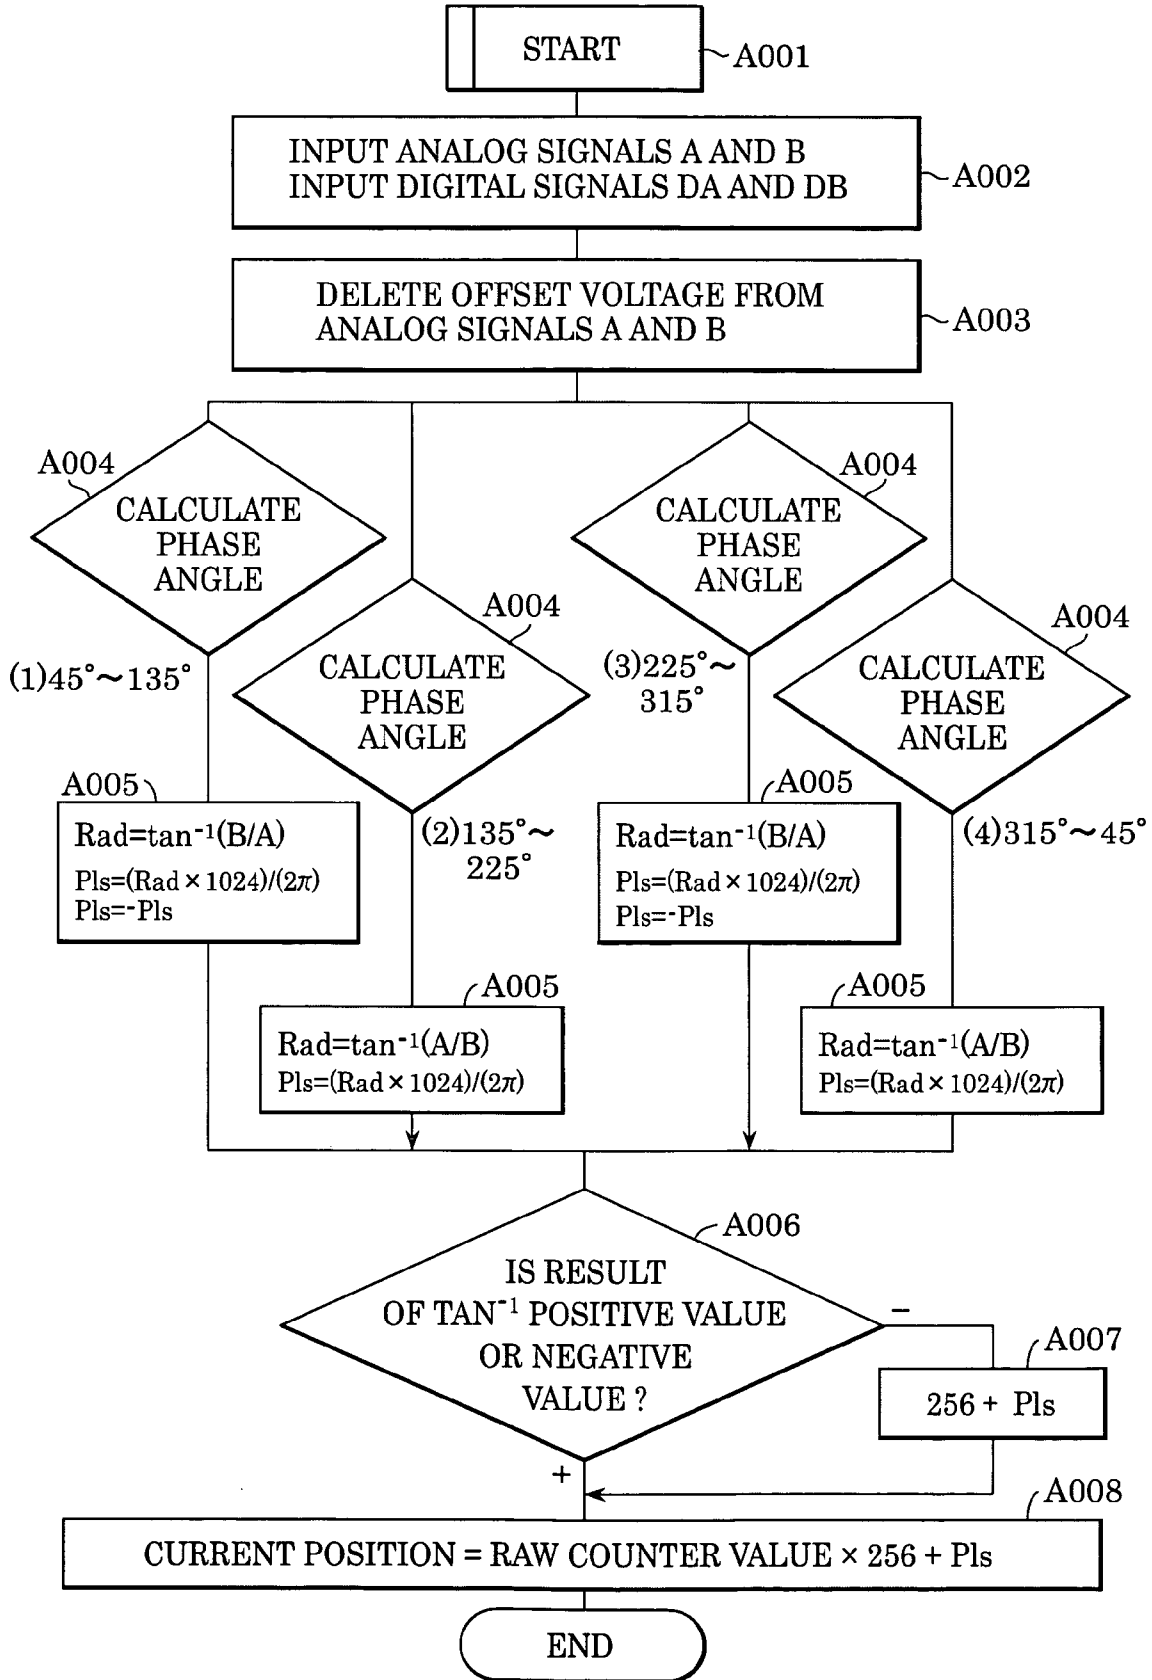 START
A001
INPUT ANALOG SIGNALS A AND B
INPUT DIGITAL SIGNALS DA AND DB
A002
DELETE OFFSET VOLTAGE FROM
ANALOG SIGNALS A AND B
A003
A004
CALCULATE
PHASE
ANGLE
(1)45°~135°
A004
CALCULATE
PHASE
ANGLE
(2)135°~
225°
A004
CALCULATE
PHASE
ANGLE
(3)225°~
315°
A004
CALCULATE
PHASE
ANGLE
(4)315°~45°
A005
Rad=tan⁻¹(B/A)
Pls=(Rad × 1024)/(2π)
Pls=-Pls
A005
Rad=tan⁻¹(A/B)
Pls=(Rad × 1024)/(2π)
A005
Rad=tan⁻¹(B/A)
Pls=(Rad × 1024)/(2π)
Pls=-Pls
A005
Rad=tan⁻¹(A/B)
Pls=(Rad × 1024)/(2π)
A006
IS RESULT
OF TAN⁻¹ POSITIVE VALUE
OR NEGATIVE
VALUE ?
−
A007
256 + Pls
+
A008
CURRENT POSITION = RAW COUNTER VALUE × 256 + Pls
END